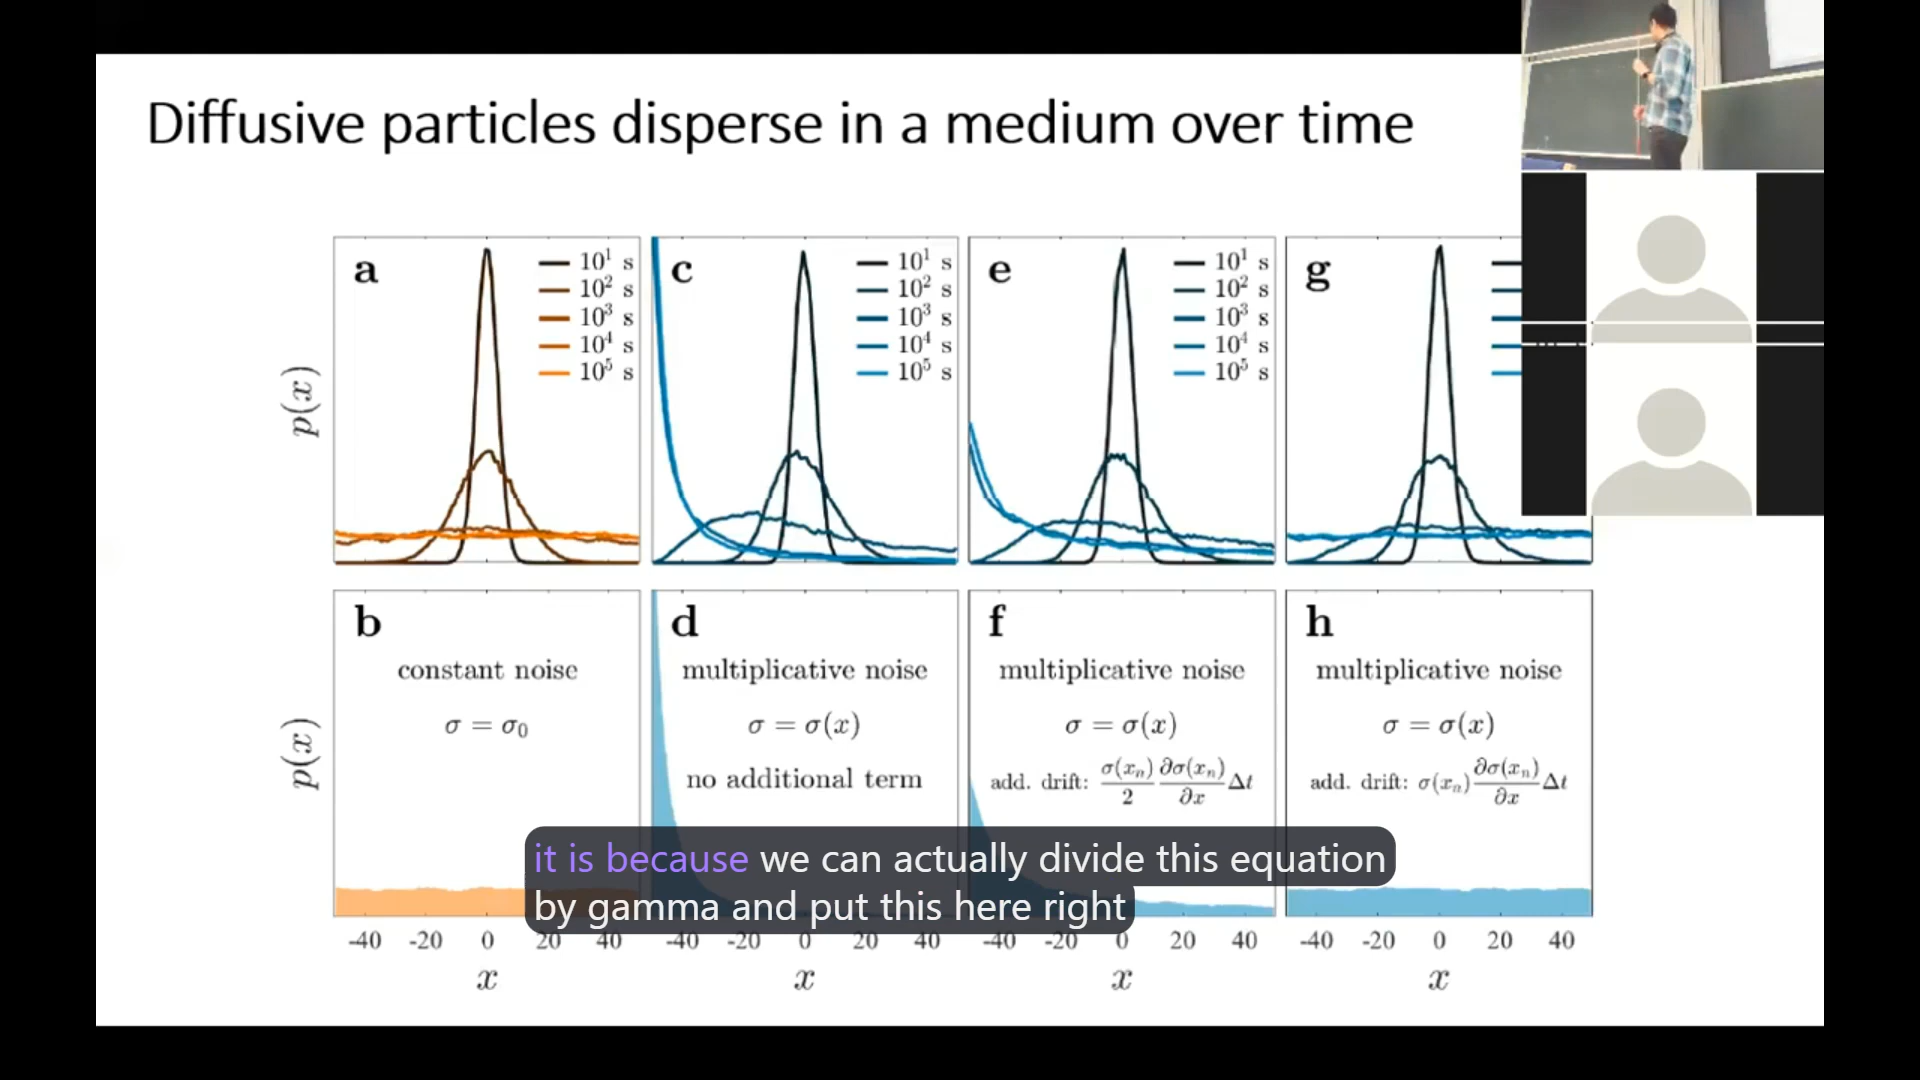 Diffusive particles disperse in a medium over time
a
10¹ s
10² s
10³ s
10⁴ s
10⁵ s
c
10¹ s
10² s
10³ s
10⁴ s
10⁵ s
e
10¹ s
10² s
10³ s
10⁴ s
10⁵ s
g
p(x)
b
constant noise
σ = σ₀
d
multiplicative noise
σ = σ(x)
no additional term
f
multiplicative noise
σ = σ(x)
add. drift: σ(xₙ)/2 ∂σ(xₙ)/∂x Δt
h
multiplicative noise
σ = σ(x)
add. drift: σ(xₙ) ∂σ(xₙ)/∂x Δt
p(x)
it is because we can actually divide this equation
by gamma and put this here right
-40 -20 0 20 40
-40 -20 0 20 40
-40 -20 0 20 40
-40 -20 0 20 40
x
x
x
x